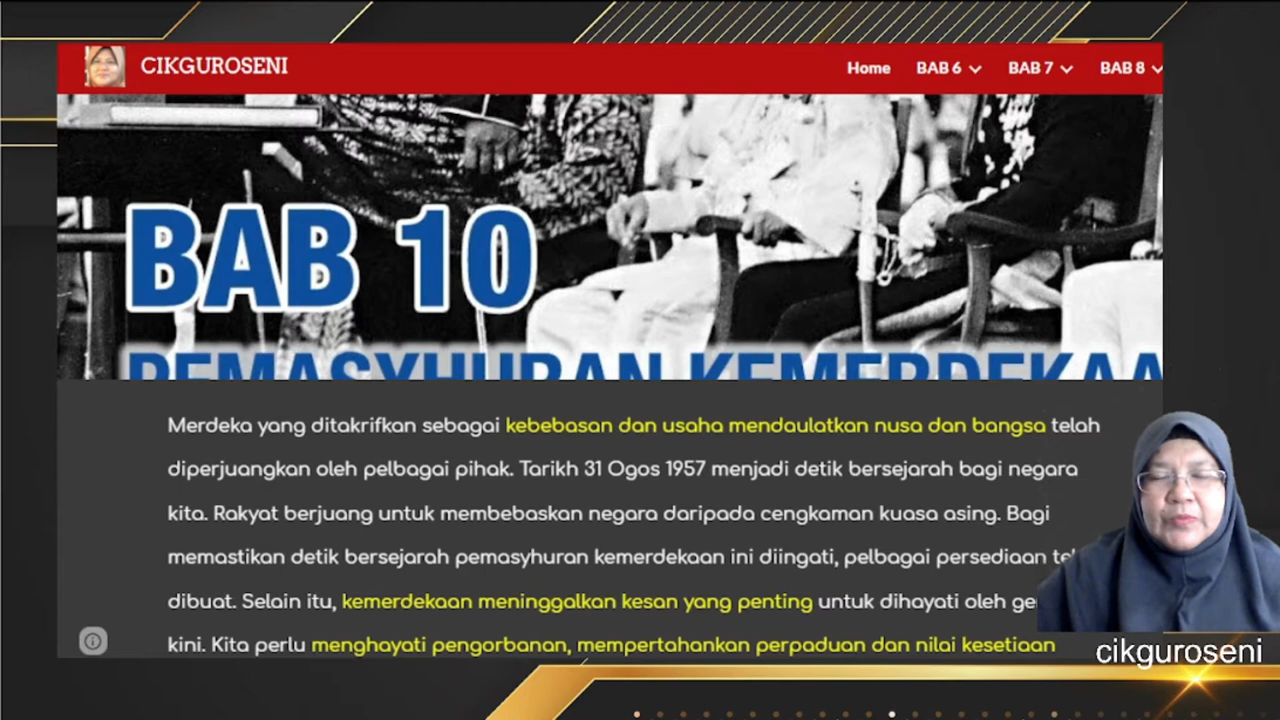 CIKGUROSENI
Home BAB 6 BAB 7 BAB 8
BAB 10
PEMASYHURAN KEMERDEKAA
Merdeka yang ditakrifkan sebagai kebebasan dan usaha mendaulatkan nusa dan bangsa telah
diperjuangkan oleh pelbagai pihak. Tarikh 31 Ogos 1957 menjadi detik bersejarah bagi negara
kita. Rakyat berjuang untuk membebaskan negara daripada cengkaman kuasa asing. Bagi
memastikan detik bersejarah pemasyhuran kemerdekaan ini diingati, pelbagai persediaan
dibuat. Selain itu, kemerdekaan meninggalkan kesan yang penting untuk dihayati oleh
kini. Kita perlu menghayati pengorbanan, mempertahankan perpaduan dan nilai kesetiaan
cikguroseni